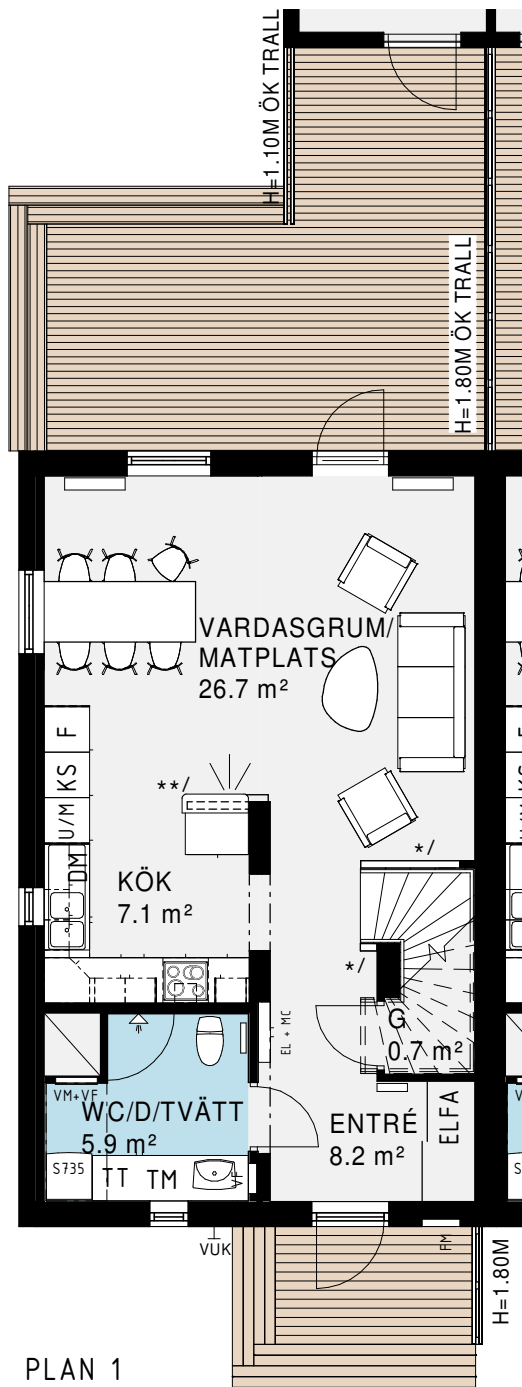 H=1.10M ÖK TRALL
H=1.80M ÖK TRALL
VARDASGRUM/
MATPLATS
26.7 m²
F
KS
U/M
DM
**/
*/
KÖK
7.1 m²
*/
EL + MC
G
0.7 m²
VM+VF
WC/D/TVÄTT
5.9 m²
ENTRÉ
8.2 m²
ELFA
S735
TT
TM
VF
VUK
FM
H=1.80M
F
KS
U/M
V
S
PLAN 1